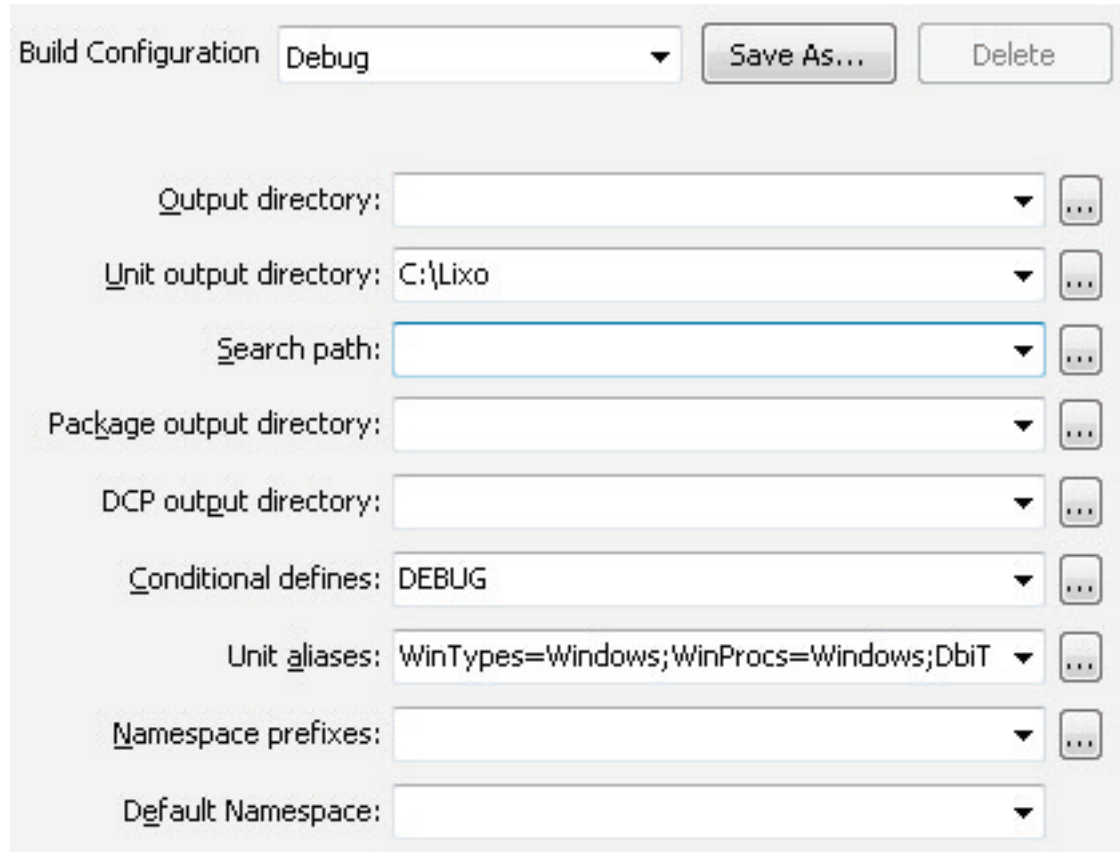 Build Configuration Debug Save As... Delete
Output directory: ...
Unit output directory: C:\Lixo ...
Search path: ...
Package output directory: ...
DCP output directory: ...
Conditional defines: DEBUG ...
Unit aliases: WinTypes=Windows;WinProcs=Windows;DbiT ...
Namespace prefixes: ...
Default Namespace: